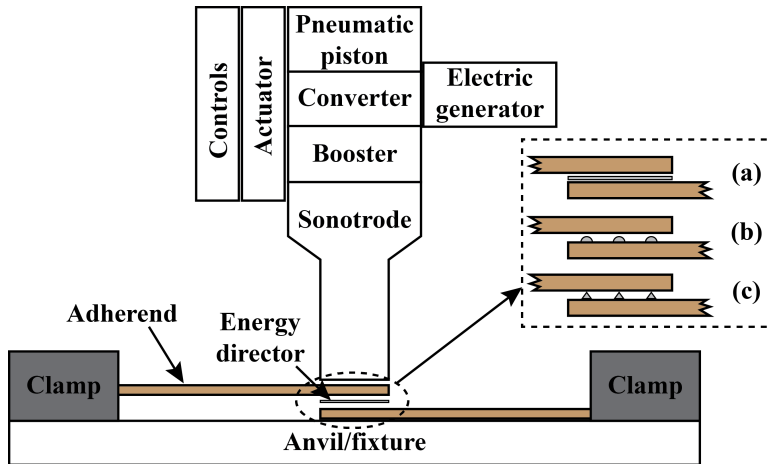 Controls
Actuator
Pneumatic
piston
Converter
Booster
Sonotrode
Electric
generator
(a)
(b)
(c)
Adherend
Energy
director
Clamp
Clamp
Anvil/fixture